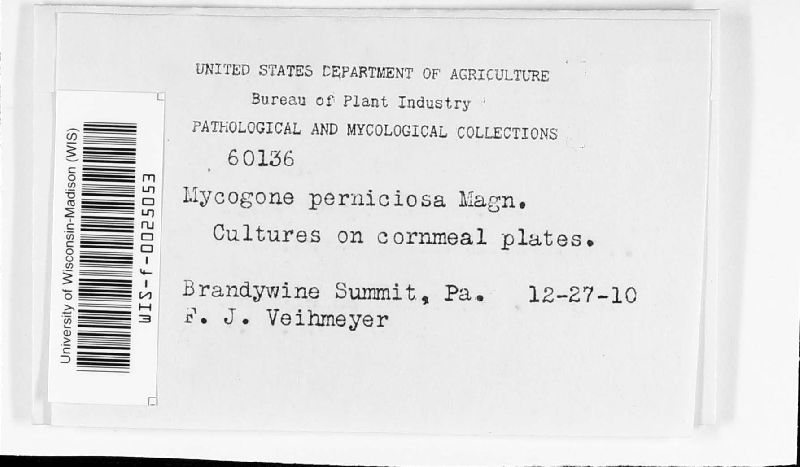 UNITED STATES DEPARTMENT OF AGRICULTURE
Bureau of Plant Industry
PATHOLOGICAL AND MYCOLOGICAL COLLECTIONS
60136
Mycogone perniciosa Magn.
Cultures on cornmeal plates.
Brandywine Summit, Pa. 12-27-10
F. J. Veihmeyer
University of Wisconsin-Madison (WIS)
WIS-f-0025053